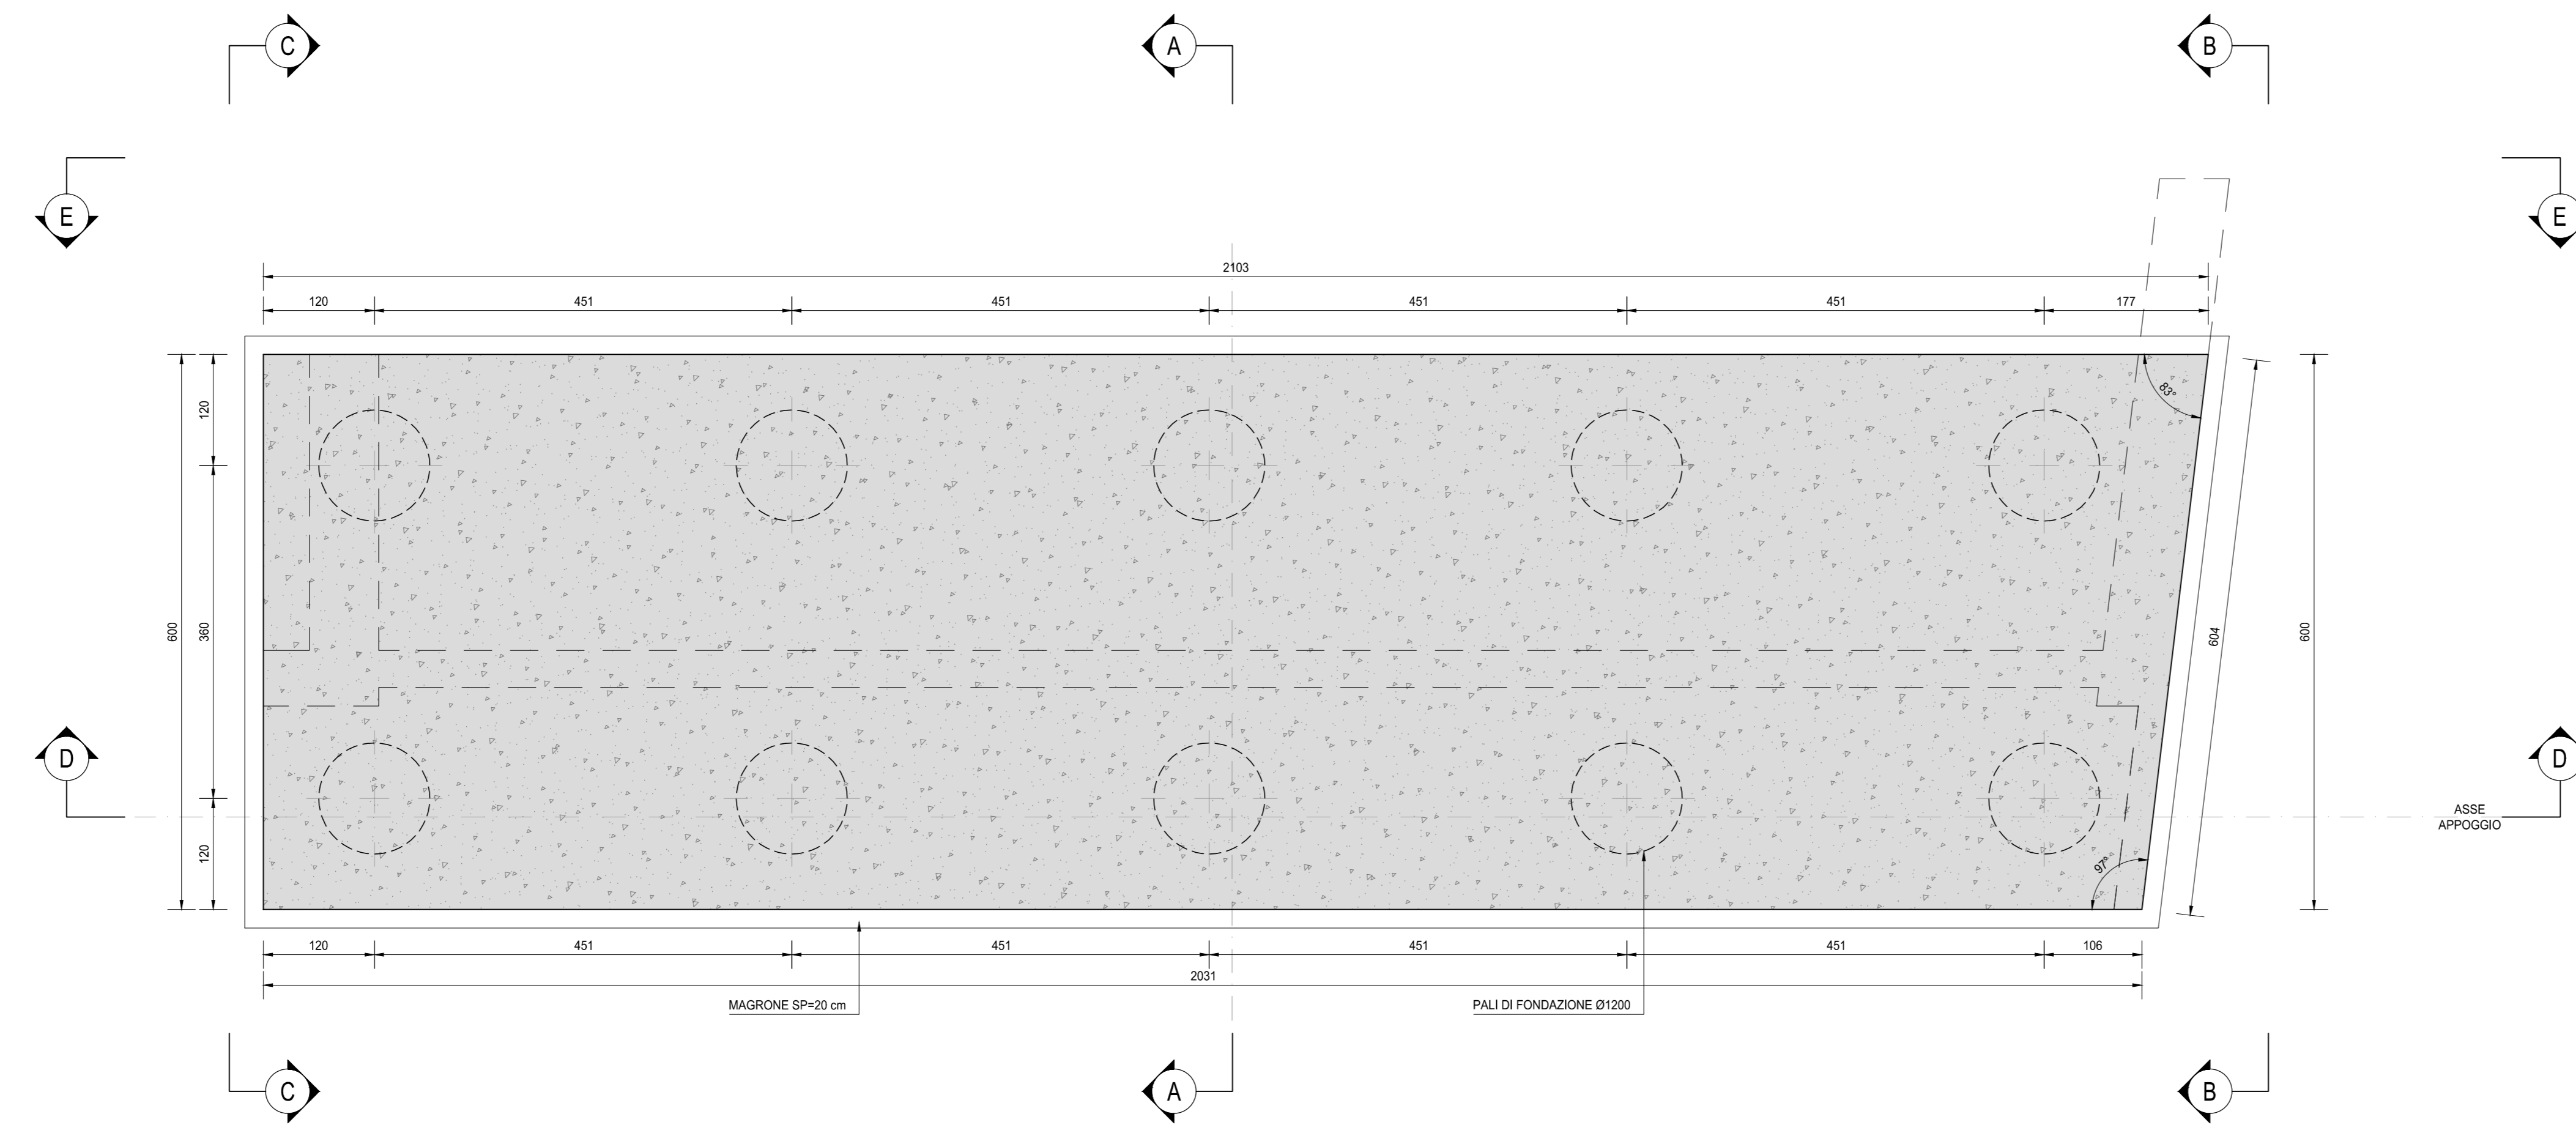 C
A
B
E
E
2103
120
451
451
451
451
177
83°
120
600
360
604
600
120
D
D
ASSE
APPOGGIO
97°
120
451
451
451
451
106
2031
MAGRONE SP=20 cm
PALI DI FONDAZIONE Ø1200
C
A
B